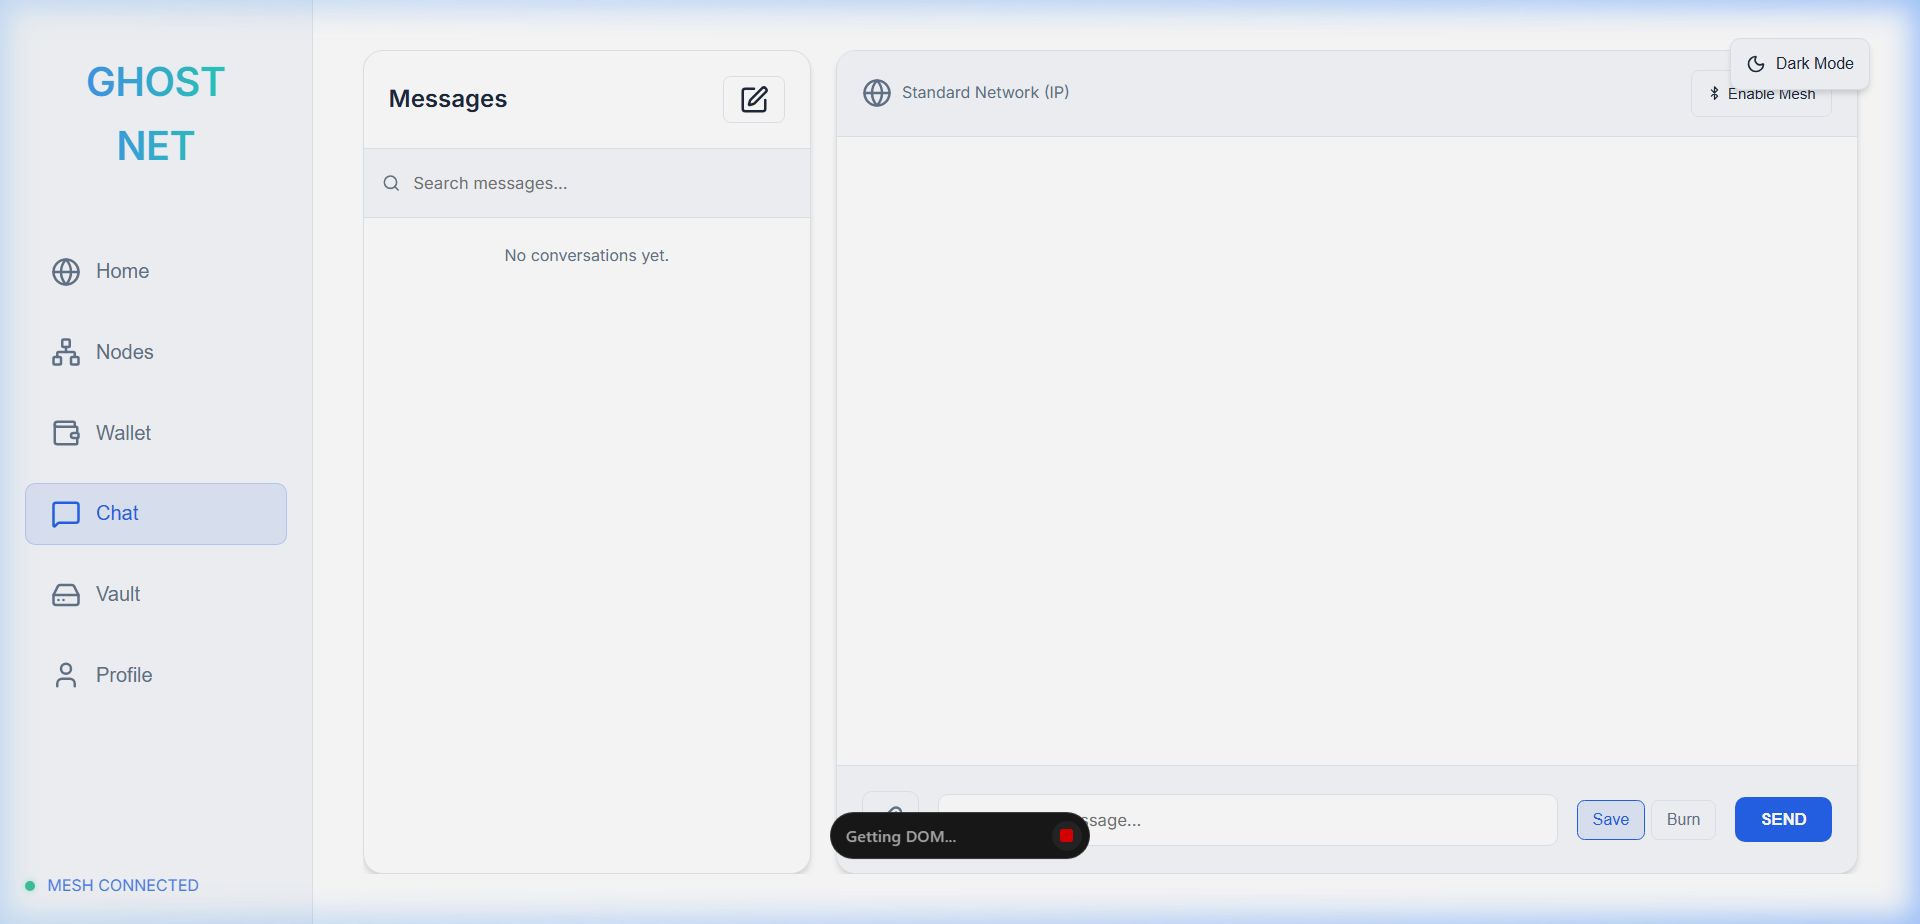 GHOST
NET
Home
Nodes
Wallet
Chat
Vault
Profile
MESH CONNECTED
Messages
Search messages...
No conversations yet.
Standard Network (IP)
Dark Mode
Enable Mesh
ssage...
Getting DOM...
Save
Burn
SEND